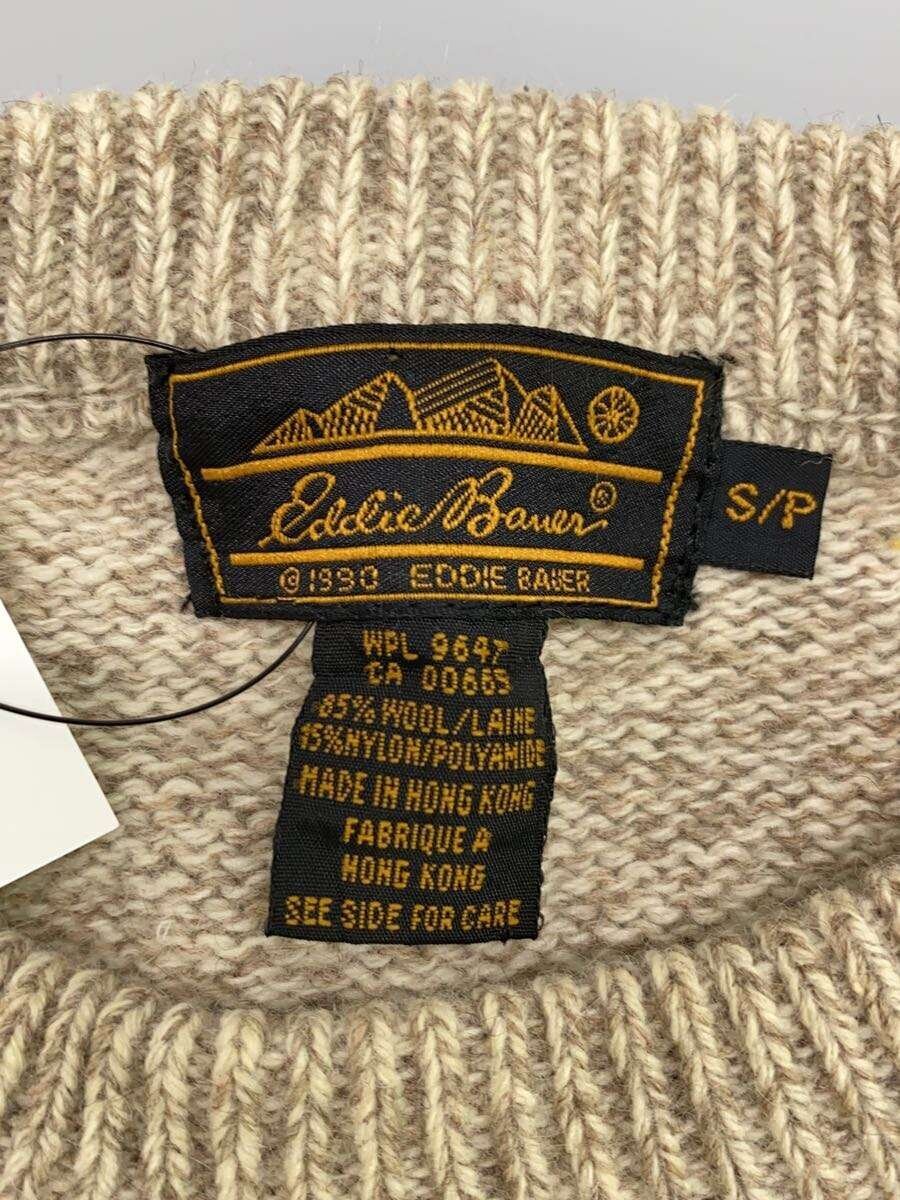 Eddie Bauer®
©1990 EDDIE BAUER
S/P
WPL 9647
CA 00665
85% WOOL/LAINE
15% NYLON/POLYAMIDE
MADE IN HONG KONG
FABRIQUE A
HONG KONG
SEE SIDE FOR CARE